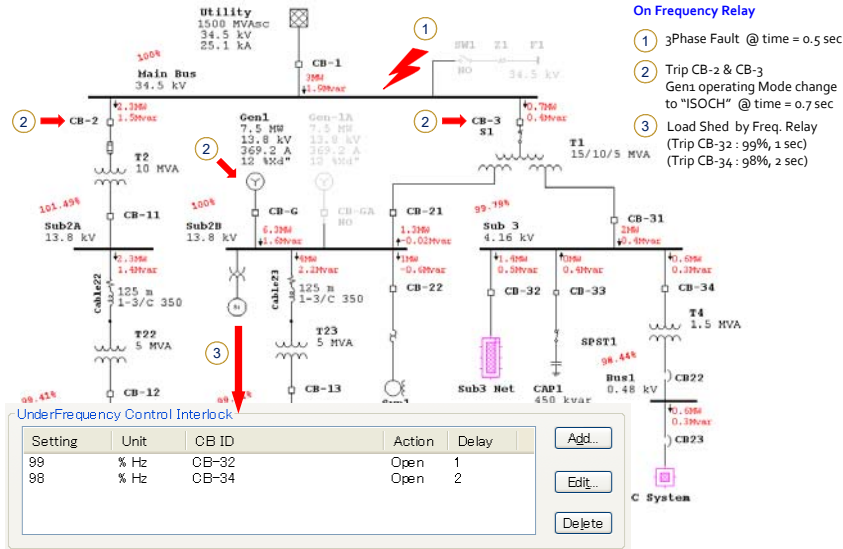 On Frequency Relay
1 3Phase Fault @ time = 0.5 sec
2 Trip CB-2 & CB-3
Gen1 operating Mode change
to "ISOCH" @ time = 0.7 sec
3 Load Shed by Freq. Relay
(Trip CB-32 : 99%, 1 sec)
(Trip CB-34 : 98%, 2 sec)
Utility
1500 MVAsc
34.5 kV
25.1 kA
1
SW1 Z1 F1
NO
34.5 kV
CB-1
100%
Main Bus
34.5 kV
3MW
1.9Mvar
2.3MW
1.5Mvar
2
CB-2
Gen1
7.5 MW
13.8 kV
369.2 A
12 %Xd"
Gen-1A
7.5 MW
13.8 kV
369.2 A
12 %Xd"
2
CB-3
S1
0.7MW
0.4Mvar
T1
15/10/5 MVA
2
T2
10 MVA
101.49%
CB-11
Sub2A
13.8 kV
100%
Sub2B
13.8 kV
CB-G
CB-GA
NO
CB-21
99.79%
Sub 3
4.16 kV
CB-31
6.3MW
1.6Mvar
1.3MW
-0.02Mvar
2MW
0.4Mvar
2.3MW
1.4Mvar
4MW
2.2Mvar
1MW
-0.6Mvar
1.4MW
0.5Mvar
0MW
0.4Mvar
0.6MW
0.3Mvar
Cable22
125 m
1-3/C 350
Cable23
125 m
1-3/C 350
CB-22
CB-32
CB-33
CB-34
T4
1.5 MVA
T22
5 MVA
3
T23
5 MVA
SPST1
98.44%
Bus1
0.48 kV
CB22
99.41%
CB-12
CB-13
Sub3 Net
CAP1
450 kvar
0.6MW
0.3Mvar
CB23
C System
UnderFrequency Control Interlock
Setting Unit CB ID Action Delay
99 % Hz CB-32 Open 1
98 % Hz CB-34 Open 2
Add...
Edit...
Delete